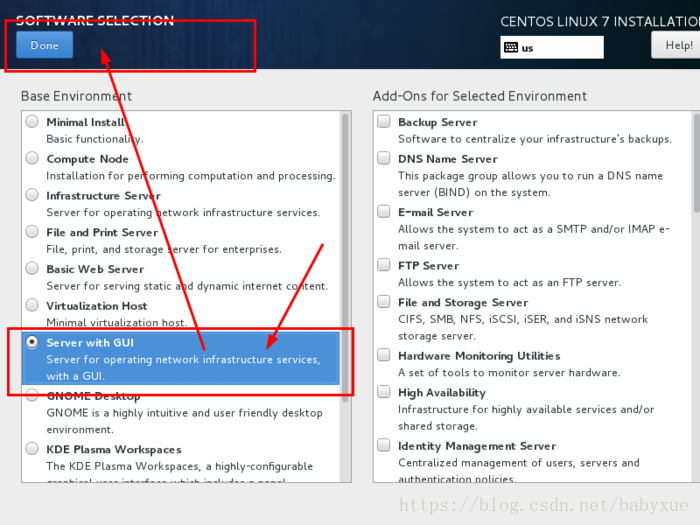 SOFTWARE SELECTION
CENTOS LINUX 7 INSTALLATIO
Done
us
Help!
Base Environment
Minimal Install
Basic functionality.
Compute Node
Installation for performing computation and processing.
Infrastructure Server
Server for operating network infrastructure services.
File and Print Server
File, print, and storage server for enterprises.
Basic Web Server
Server for serving static and dynamic internet content.
Virtualization Host
Minimal virtualization host.
Server with GUI
Server for operating network infrastructure services,
with a GUI.
GNOME Desktop
GNOME is a highly intuitive and user friendly desktop
environment.
KDE Plasma Workspaces
The KDE Plasma Workspaces, a highly-configurable
graphical user interface which includes a panel,
Add-Ons for Selected Environment
Backup Server
Software to centralize your infrastructure's backups.
DNS Name Server
This package group allows you to run a DNS name
server (BIND) on the system.
E-mail Server
Allows the system to act as a SMTP and/or IMAP e-
mail server.
FTP Server
Allows the system to act as an FTP server.
File and Storage Server
CIFS, SMB, NFS, iSCSI, iSER, and iSNS network
storage server.
Hardware Monitoring Utilities
A set of tools to monitor server hardware.
High Availability
Infrastructure for highly available services and/or
shared storage.
Identity Management Server
Centralized management of users, servers and
authentication policies.
https://blog.csdn.net/babyxue